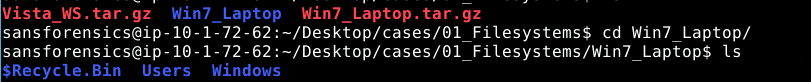 Vista_WS.tar.gz  Win7_Laptop  Win7_Laptop.tar.gz
sansforensics@ip-10-1-72-62:~/Desktop/cases/01_Filesystems$ cd Win7_Laptop/
sansforensics@ip-10-1-72-62:~/Desktop/cases/01_Filesystems/Win7_Laptop$ ls
$Recycle.Bin  Users  Windows